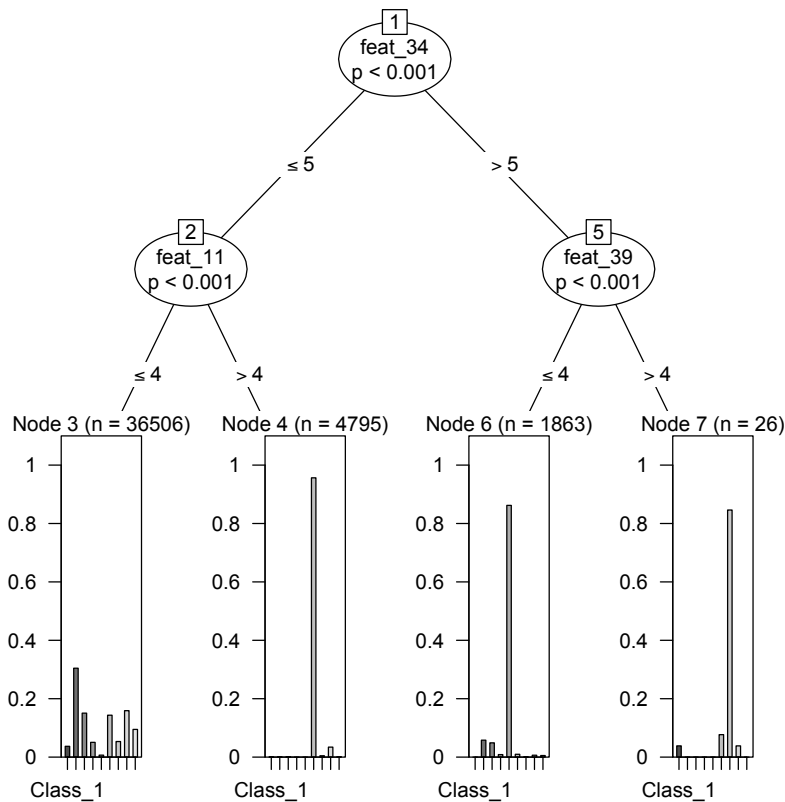 1
feat_34
p < 0.001
≤ 5
> 5
2
feat_11
p < 0.001
5
feat_39
p < 0.001
≤ 4
> 4
≤ 4
> 4
Node 3 (n = 36506)
Node 4 (n = 4795)
Node 6 (n = 1863)
Node 7 (n = 26)
1
0.8
0.6
0.4
0.2
0
Class_1
1
0.8
0.6
0.4
0.2
0
Class_1
1
0.8
0.6
0.4
0.2
0
Class_1
1
0.8
0.6
0.4
0.2
0
Class_1